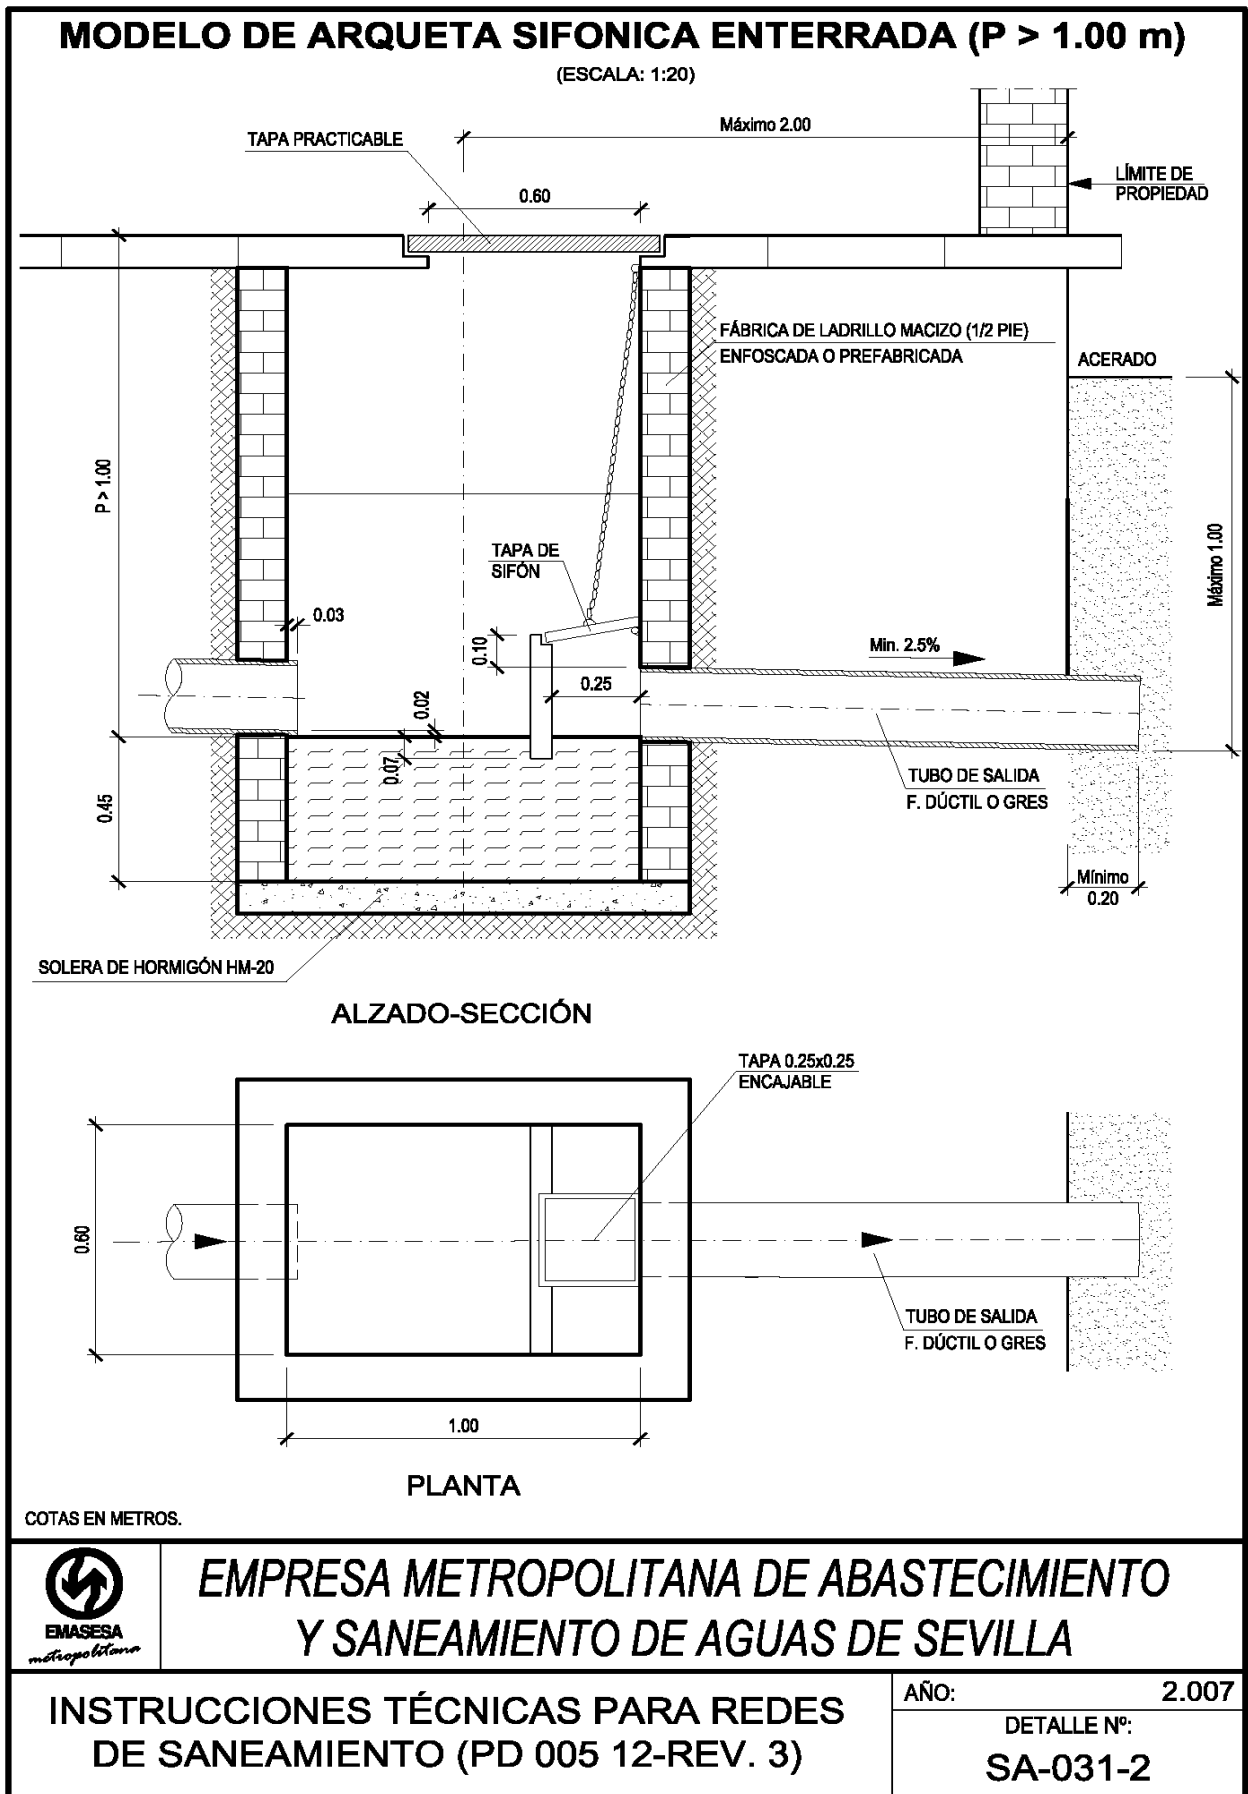 MODELO DE ARQUETA SIFONICA ENTERRADA (P > 1.00 m)
(ESCALA: 1:20)
Máximo 2.00
TAPA PRACTICABLE
LÍMITE DE
PROPIEDAD
0.60
FÁBRICA DE LADRILLO MACIZO (1/2 PIE)
ENFOSCADA O PREFABRICADA
ACERADO
P > 1.00
TAPA DE
SIFÓN
Máximo 1.00
0.03
0.10
Min. 2.5%
0.25
0.02
0.07
TUBO DE SALIDA
F. DÚCTIL O GRES
0.45
Mínimo
0.20
SOLERA DE HORMIGÓN HM-20
ALZADO-SECCIÓN
TAPA 0.25x0.25
ENCAJABLE
0.60
TUBO DE SALIDA
F. DÚCTIL O GRES
1.00
PLANTA
COTAS EN METROS.
EMASESA
metropolitana
EMPRESA METROPOLITANA DE ABASTECIMIENTO
Y SANEAMIENTO DE AGUAS DE SEVILLA
INSTRUCCIONES TÉCNICAS PARA REDES
DE SANEAMIENTO (PD 005 12-REV. 3)
AÑO: 2.007
DETALLE Nº:
SA-031-2